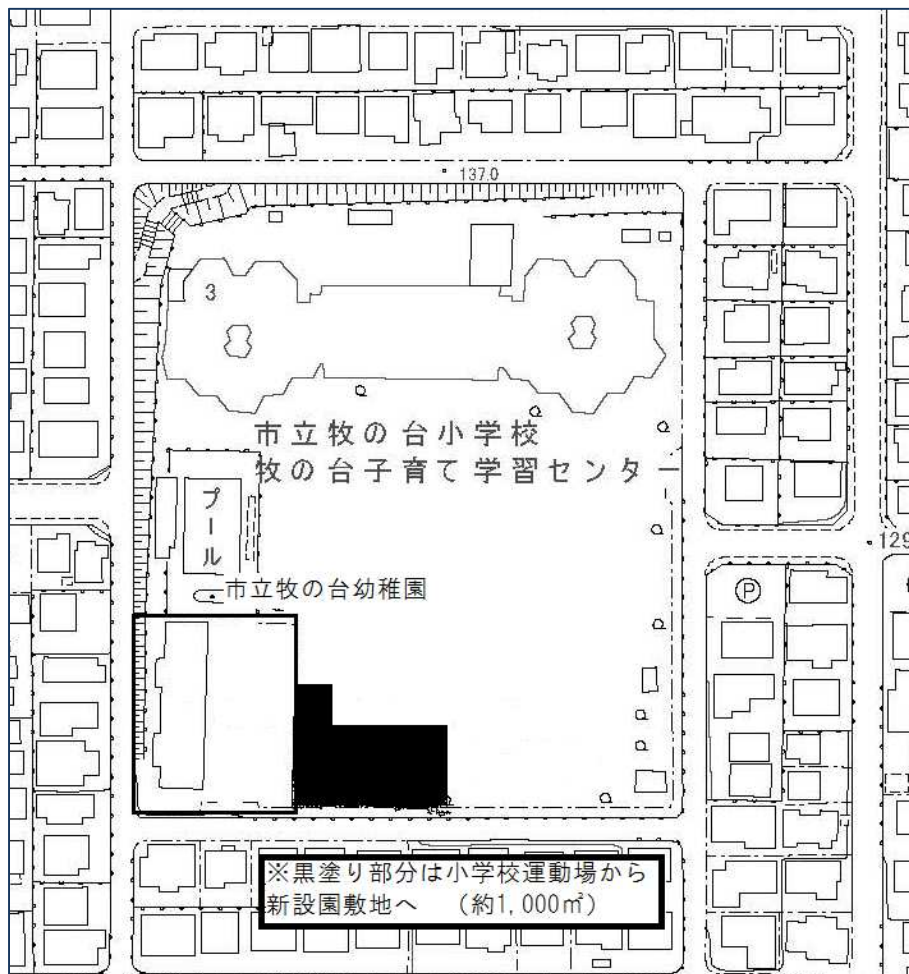 137.0
3
市立牧の台小学校
牧の台子育て学習センター
プール
129
市立牧の台幼稚園
P
※黒塗り部分は小学校運動場から
新設園敷地へ （約1,000㎡）